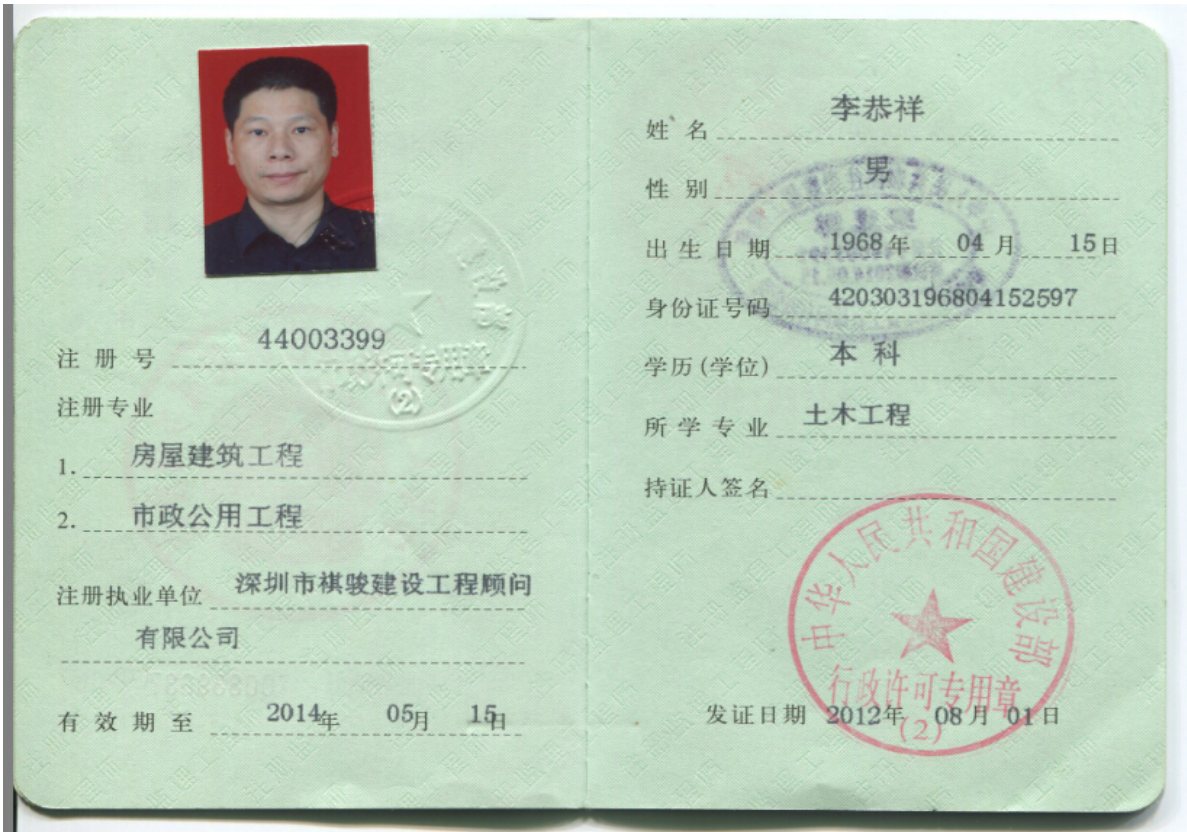 注册号 44003399
注册专业
1. 房屋建筑工程
2. 市政公用工程
注册执业单位 深圳市祺骏建设工程顾问
有限公司
有效期至 2014年 05月 15日
专用章
(2)
姓名 李恭祥
性别 男
出生日期 1968年 04月 15日
身份证号码 420303196804152597
学历(学位) 本科
所学专业 土木工程
持证人签名
中华人民共和国建设部
行政许可专用章
(2)
发证日期 2012年 08月 01日